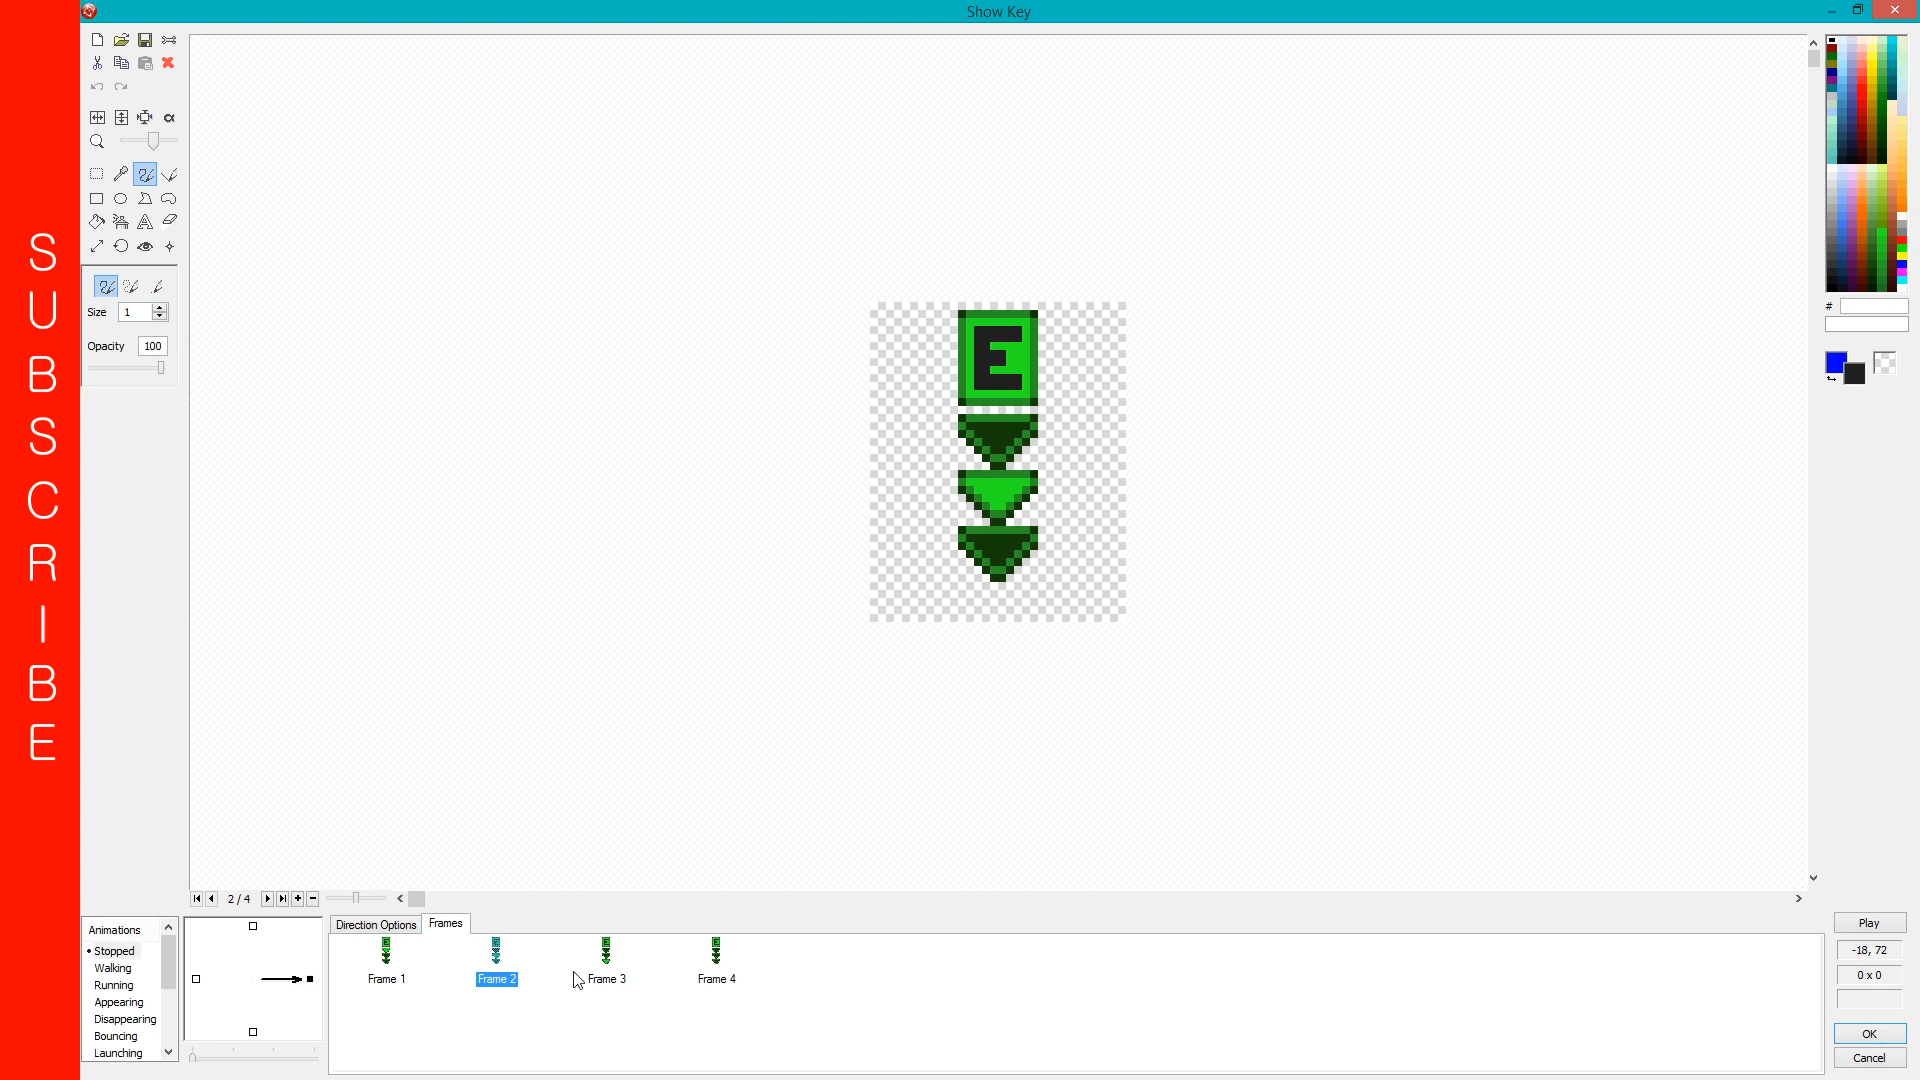 Show Key
S
U
B
S
C
R
I
B
E
Size 1
Opacity 100
#
E
2 / 4
Animations
Stopped
Walking
Running
Appearing
Disappearing
Bouncing
Launching
Direction Options Frames
Frame 1 Frame 2 Frame 3 Frame 4
Play
-18, 72
0 x 0
OK
Cancel